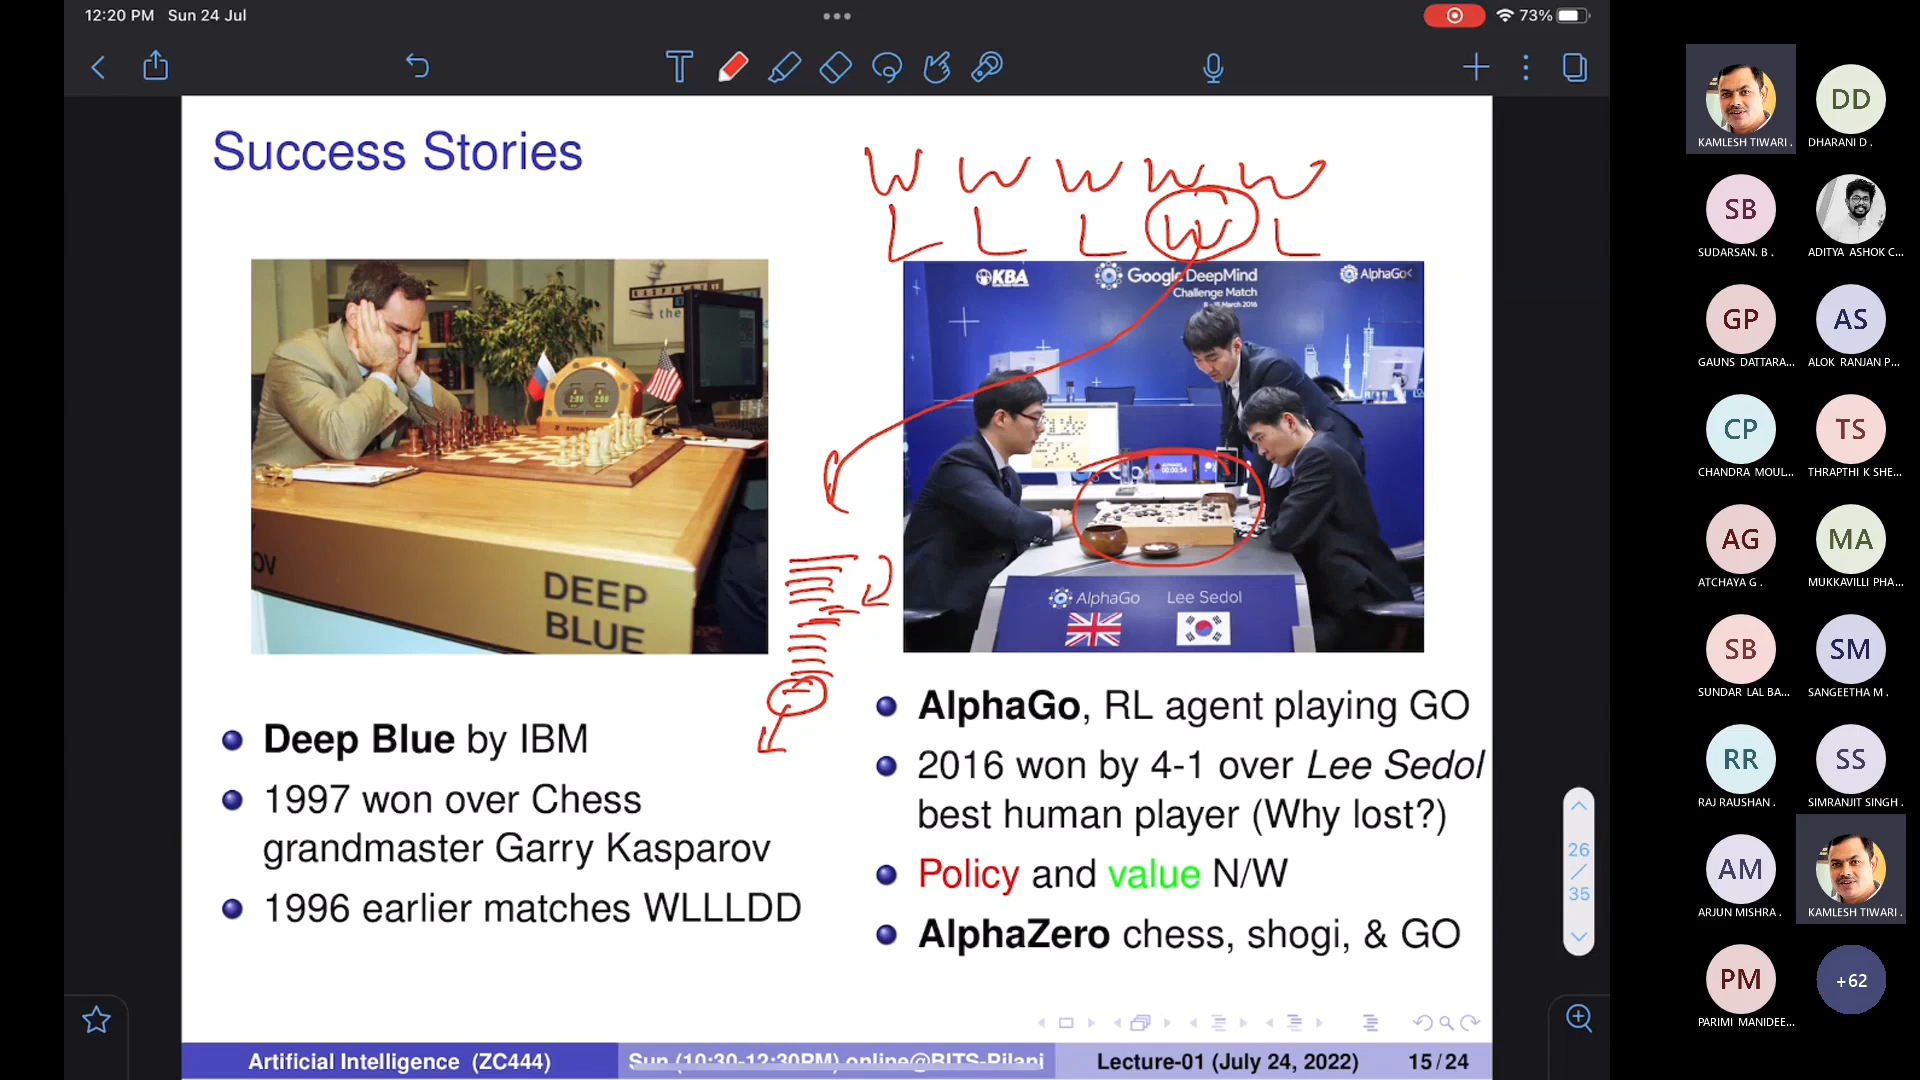 12:20 PM Sun 24 Jul
73%
Success Stories
W W W W W
L L L W L
DEEP
BLUE
KBA
Google DeepMind
Challenge Match
AlphaGo
AlphaGo
00:00:54
AlphaGo Lee Sedol
Deep Blue by IBM
1997 won over Chess
grandmaster Garry Kasparov
1996 earlier matches WLLLDD
AlphaGo, RL agent playing GO
2016 won by 4-1 over Lee Sedol
best human player (Why lost?)
Policy and value N/W
AlphaZero chess, shogi, & GO
26
/
35
Artificial Intelligence (ZC444)
Sun (10:30-12:30PM) online@BITS-Pilani
Lecture-01 (July 24, 2022)
15/24
KAMLESH TIWARI .
DD
DHARANI D .
SB
SUDARSAN. B .
ADITYA ASHOK C...
GP
GAUNS DATTARA...
AS
ALOK RANJAN P...
CP
CHANDRA MOUL...
TS
THRAPTHI K SHE...
AG
ATCHAYA G .
MA
MUKKAVILLI PHA...
SB
SUNDAR LAL BA...
SM
SANGEETHA M .
RR
RAJ RAUSHAN .
SS
SIMRANJIT SINGH .
AM
ARJUN MISHRA .
KAMLESH TIWARI .
PM
PARIMI MANIDEE...
+62